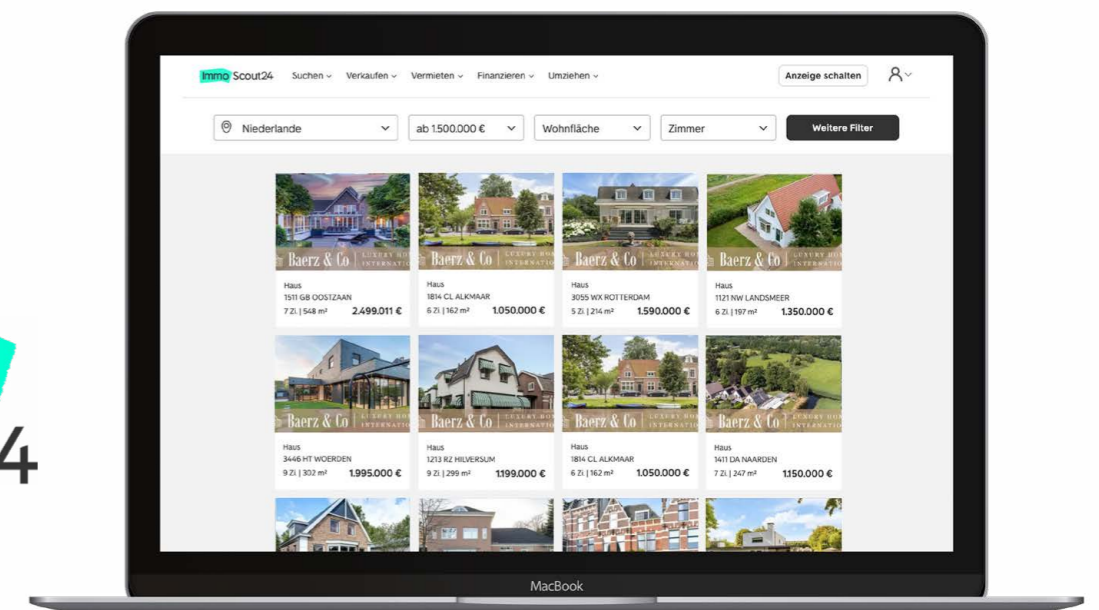 Immo Scout24 Suchen Verkaufen Vermieten Finanzieren Umziehen Anzeige schalten
Niederlande ab 1.500.000 € Wohnfläche Zimmer Weitere Filter
Baerz & Co Baerz & Co Baerz & Co Baerz & Co
Haus Haus Haus Haus
1511 GB OOSTZAAN 1814 CL ALKMAAR 3055 WX ROTTERDAM 1121 NW LANDSMEER
7 Zi. | 548 m² 2.499.011 € 6 Zi. | 162 m² 1.050.000 € 5 Zi. | 214 m² 1.590.000 € 6 Zi. | 197 m² 1.350.000 €
Baerz & Co Baerz & Co Baerz & Co Baerz & Co
Haus Haus Haus Haus
3446 HT WOERDEN 1213 RZ HILVERSUM 1814 CL ALKMAAR 1411 DA NAARDEN
9 Zi. | 302 m² 1.995.000 € 9 Zi. | 299 m² 1.199.000 € 6 Zi. | 162 m² 1.050.000 € 7 Zi. | 247 m² 1.150.000 €
4
MacBook